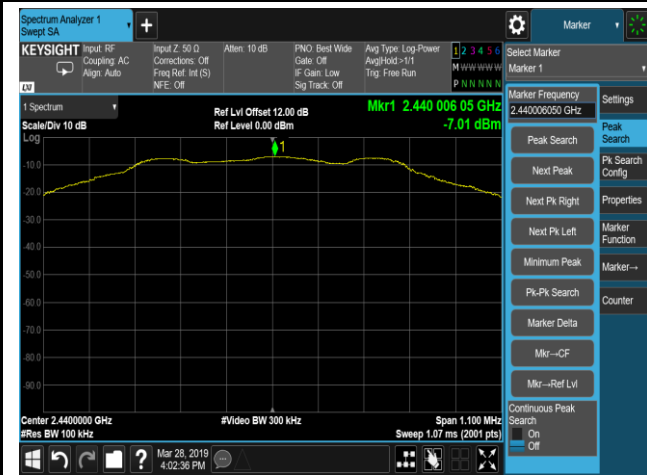 Spectrum Analyzer 1
Swept SA
Marker
KEYSIGHT
Input: RF
Coupling: AC
Align: Auto
Input Z: 50 Ω
Corrections: Off
Freq Ref: Int (S)
NFE: Off
Atten: 10 dB
PNO: Best Wide
Gate: Off
IF Gain: Low
Sig Track: Off
Avg Type: Log-Power
Avg|Hold:>1/1
Trig: Free Run
1 2 3 4 5 6
M W W W W W
P N N N N N
LXI
Select Marker
Marker 1
1 Spectrum
Scale/Div 10 dB
Ref Lvl Offset 12.00 dB
Ref Level 0.00 dBm
Mkr1 2.440 006 05 GHz
-7.01 dBm
Log
1
-10.0
-20.0
-30.0
-40.0
-50.0
-60.0
-70.0
-80.0
-90.0
Center 2.4400000 GHz
#Res BW 100 kHz
#Video BW 300 kHz
Span 1.100 MHz
Sweep 1.07 ms (2001 pts)
Marker Frequency
2.440006050 GHz
Peak Search
Next Peak
Next Pk Right
Next Pk Left
Minimum Peak
Pk-Pk Search
Marker Delta
Mkr→CF
Mkr→Ref Lvl
Continuous Peak
Search
On
Off
Settings
Peak
Search
Pk Search
Config
Properties
Marker
Function
Marker→
Counter
Mar 28, 2019
4:02:36 PM